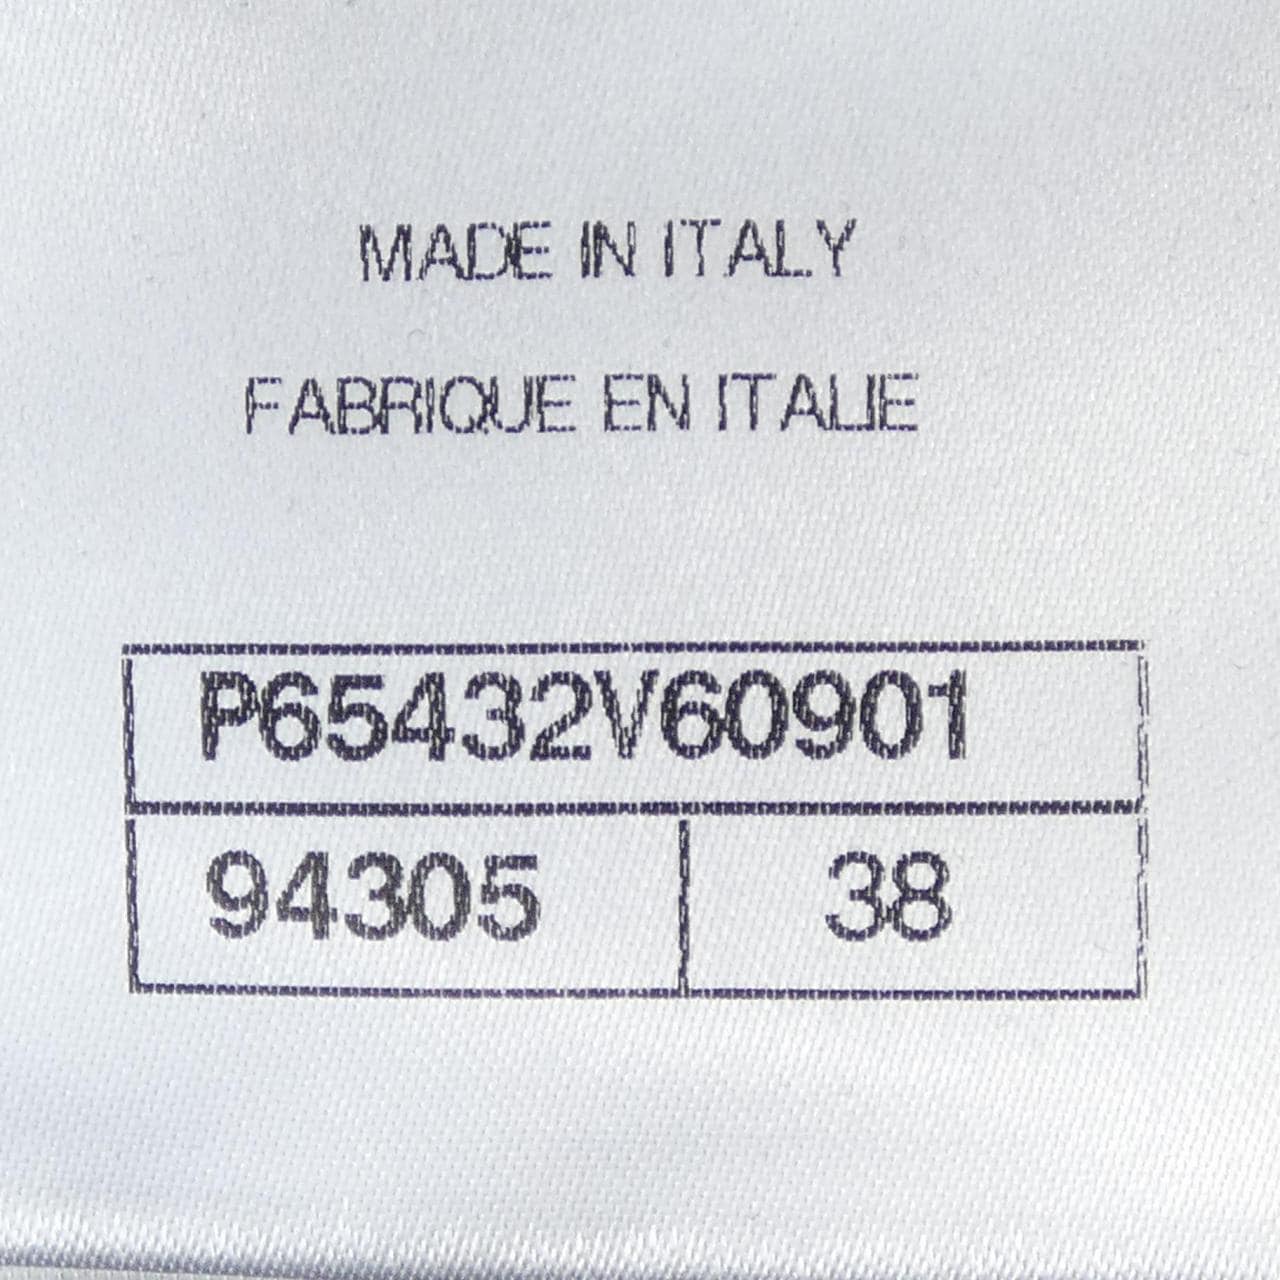 MADE IN ITALY
FABRIQUE EN ITALIE
P65432V60901
94305 38